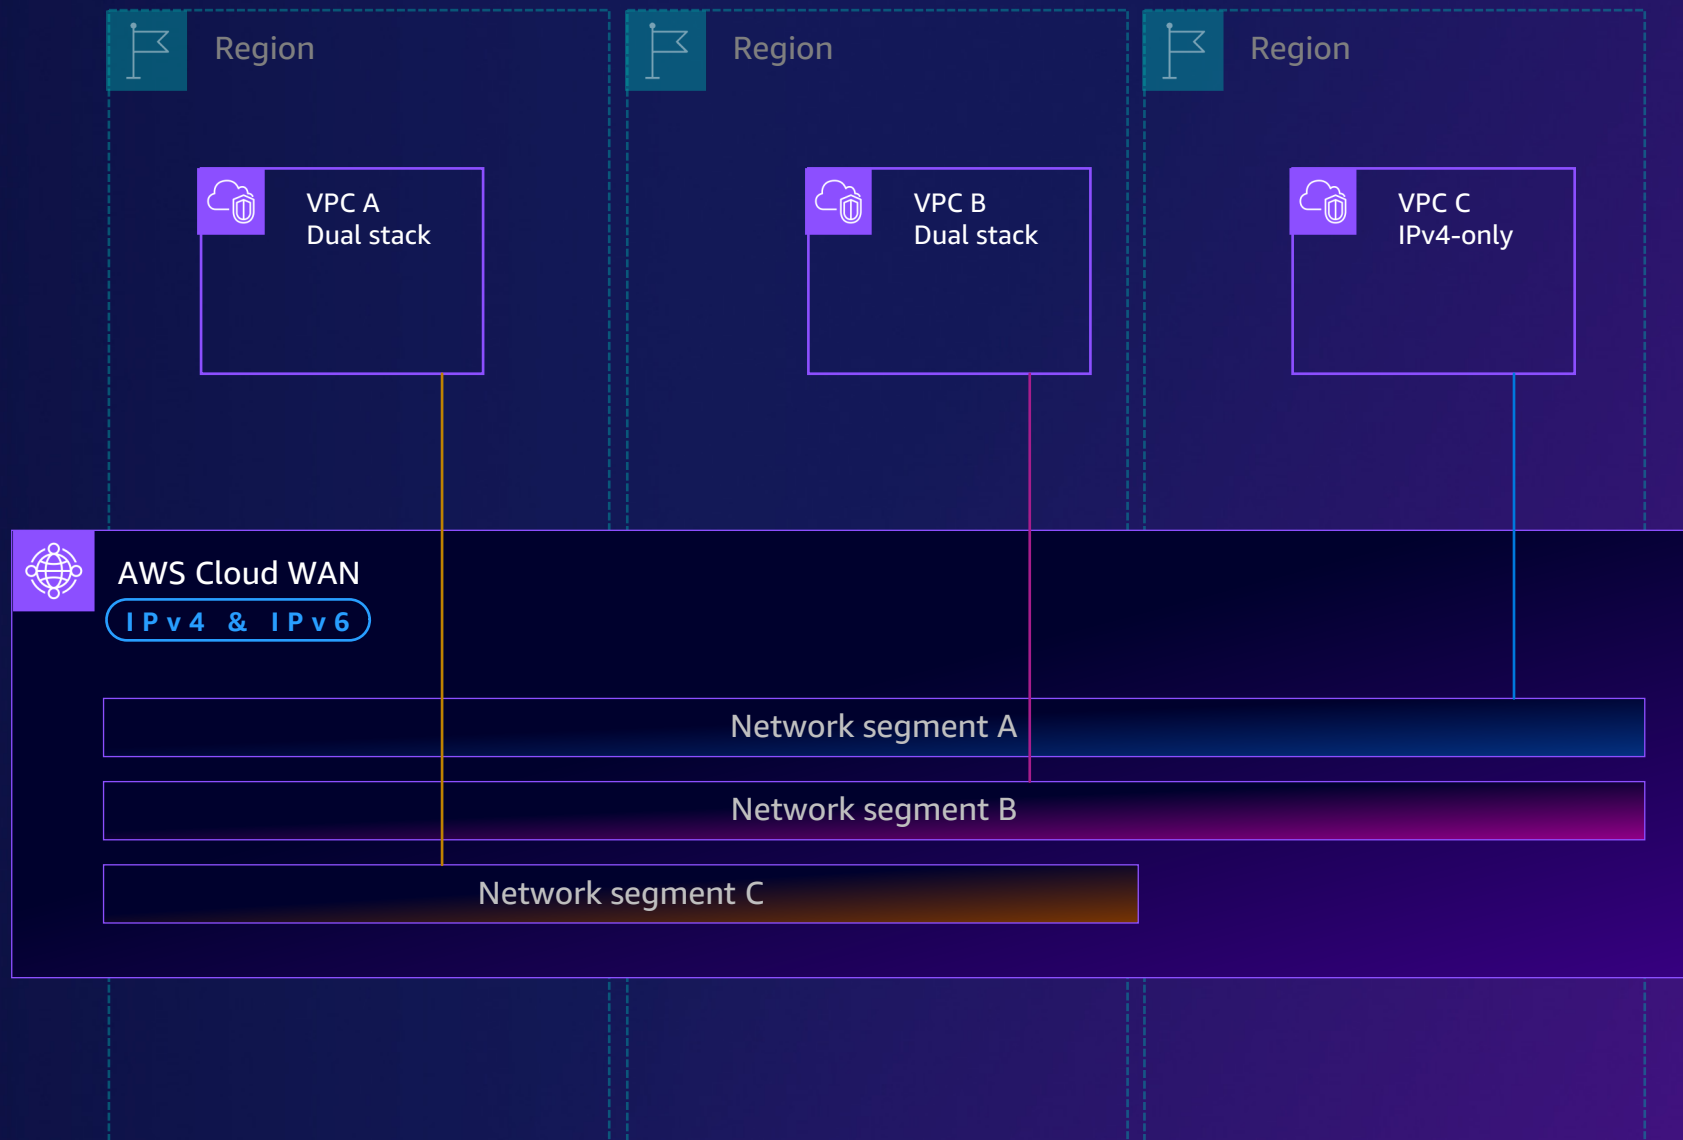 Region
Region
Region
VPC A
Dual stack
VPC B
Dual stack
VPC C
IPv4-only
AWS Cloud WAN
IPv4 & IPv6
Network segment A
Network segment B
Network segment C